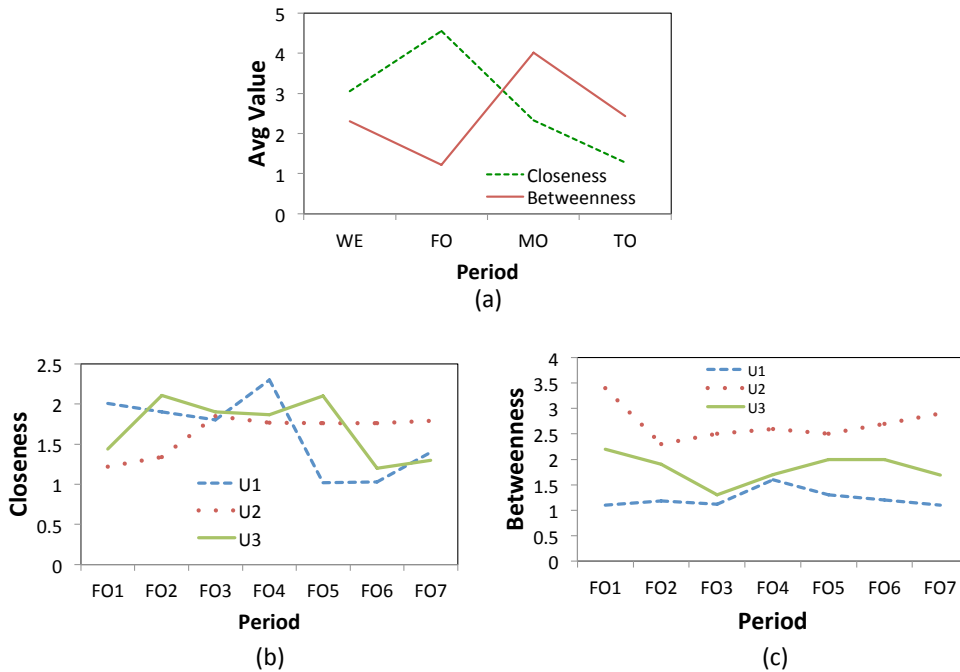 5
4
3
2
1
0
Avg Value
Closeness
Betweenness
WE FO MO TO
Period
(a)
2.5
2
1.5
1
0.5
0
Closeness
U1
U2
U3
FO1 FO2 FO3 FO4 FO5 FO6 FO7
Period
(b)
4
3.5
3
2.5
2
1.5
1
0.5
0
Betweenness
U1
U2
U3
FO1 FO2 FO3 FO4 FO5 FO6 FO7
Period
(c)